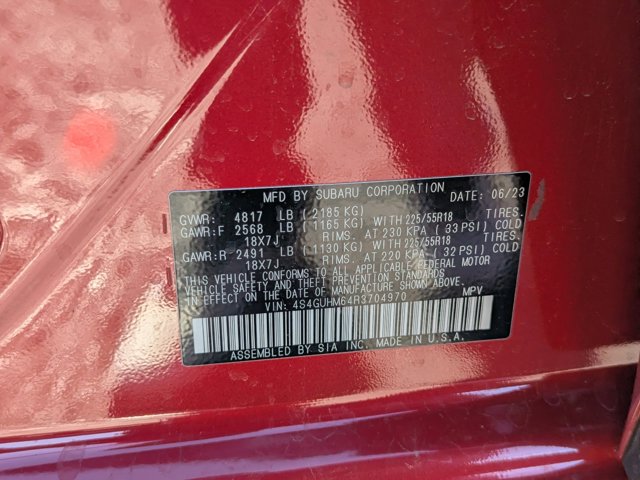 MFD BY SUBARU CORPORATION DATE: 06/23
GVWR: 4817 LB (2185 KG)
GAWR:F 2568 LB (1165 KG) WITH 225/55R18 TIRES.
18X7J RIMS. AT 230 KPA (33 PSI) COLD
GAWR:R 2491 LB (1130 KG) WITH 225/55R18 TIRES.
18X7J RIMS. AT 220 KPA (32 PSI) COLD
THIS VEHICLE CONFORMS TO ALL APPLICABLE FEDERAL MOTOR
VEHICLE SAFETY AND THEFT PREVENTION STANDARDS
IN EFFECT ON THE DATE OF MANUFACTURE SHOWN ABOVE.
VIN: 4S4GUHM64R3704970 MPV
ASSEMBLED BY SIA INC. MADE IN U.S.A.